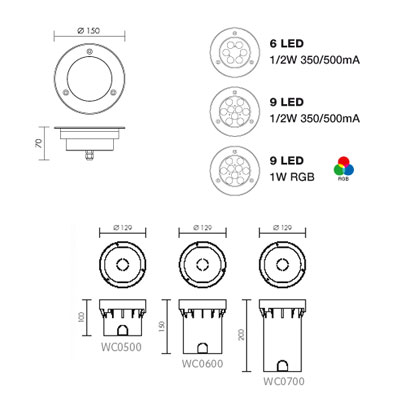 Ø 150
6 LED
1/2W 350/500mA
70
9 LED
1/2W 350/500mA
9 LED
1W RGB
RGB
Ø 129
Ø 129
Ø 129
100
WC0500
150
WC0600
200
WC0700